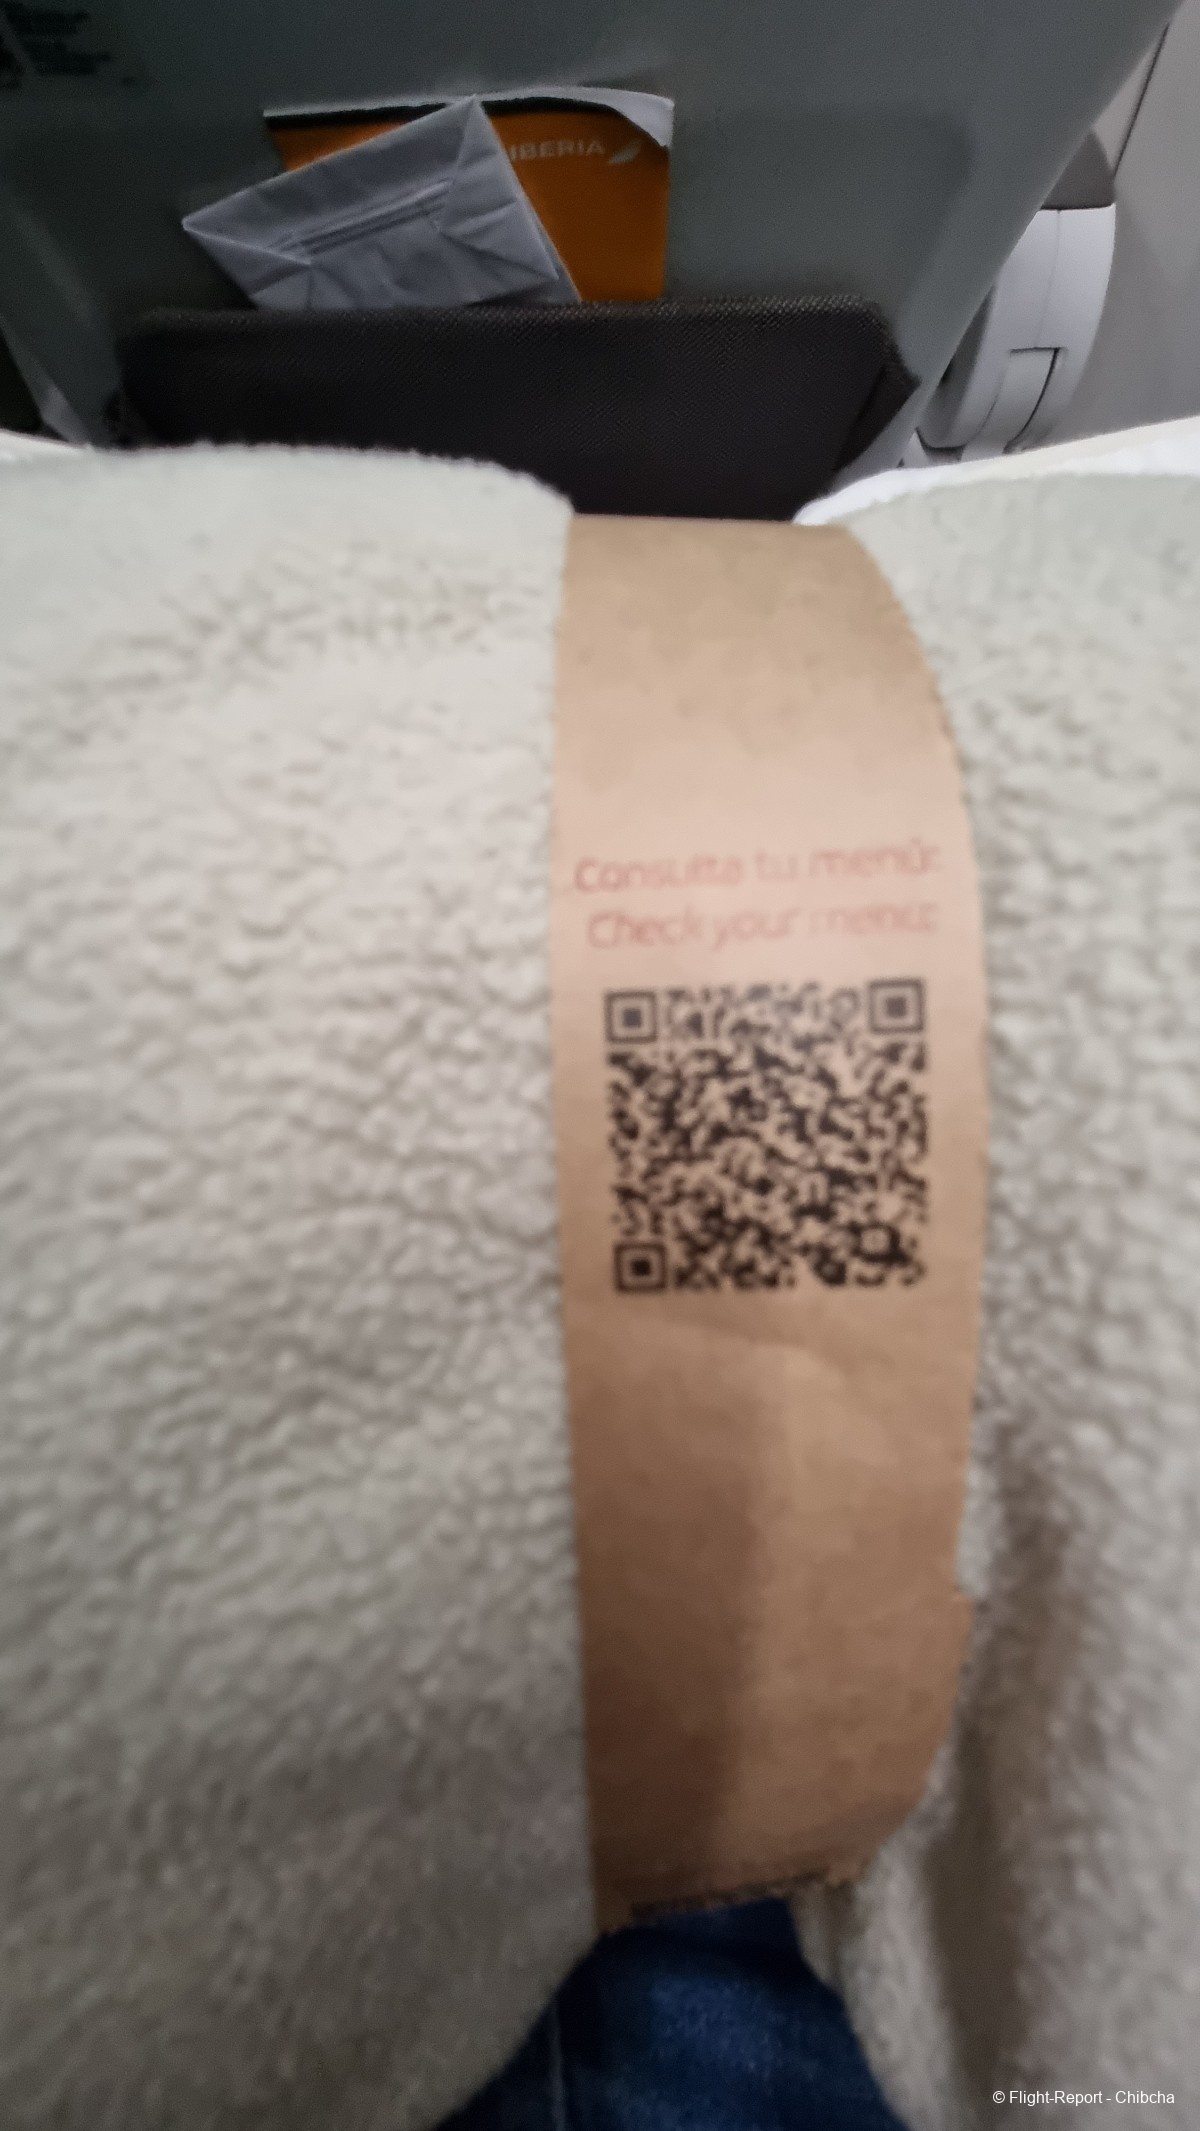 IBERIA
Consulta tu menú:
Check your menu:
© Flight-Report - Chibcha